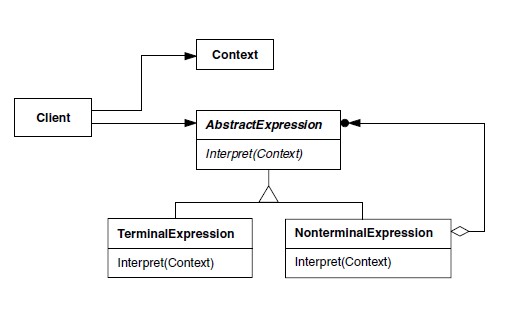 Context
Client
AbstractExpression
Interpret(Context)
TerminalExpression
Interpret(Context)
NonterminalExpression
Interpret(Context)